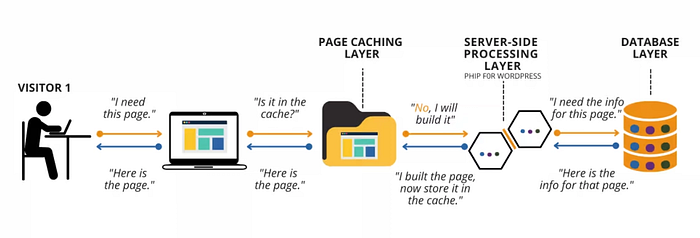 PAGE CACHING
LAYER
SERVER-SIDE
PROCESSING
LAYER
PHIP FOR WORDPRESS
DATABASE
LAYER
VISITOR 1
"I need
this page."
"Is it in the
cache?"
"No, I will
build it"
"I need the info
for this page."
"Here is
the page."
"Here is
the page."
"I built the page,
now store it in
the cache."
"Here is the
info for that page."